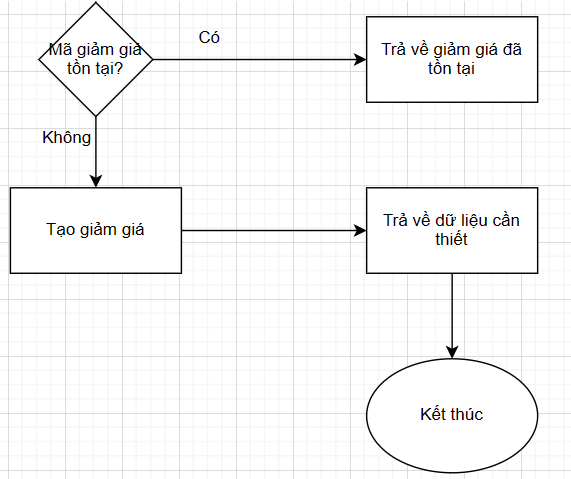 Mã giảm giá
tồn tại?
Có
Trả về giảm giá đã
tồn tại
Không
Tạo giảm giá
Trả về dữ liệu cần
thiết
Kết thúc